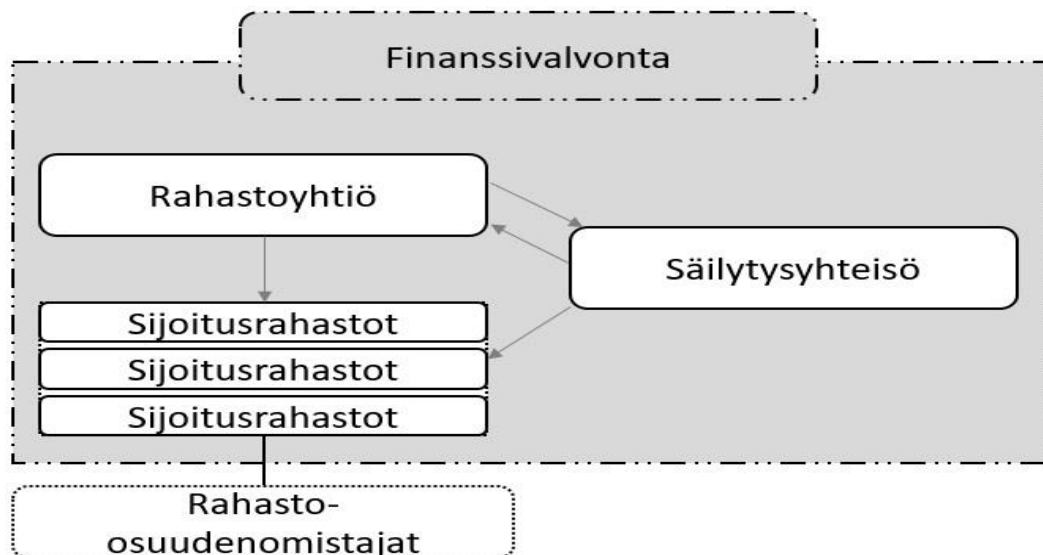 Finanssivalvonta
Rahastoyhtiö
Säilytysyhteisö
Sijoitusrahastot
Sijoitusrahastot
Sijoitusrahastot
Rahasto-
osuudenomistajat